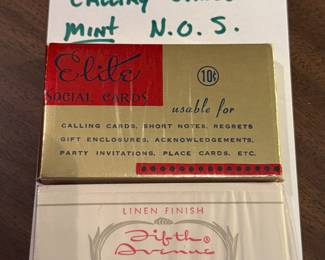 CALLING
MINT N.O.S.
Elite
SOCIAL CARDS
10¢
usable for
CALLING CARDS, SHORT NOTES, REGRETS
GIFT ENCLOSURES, ACKNOWLEDGEMENTS,
PARTY INVITATIONS, PLACE CARDS, ETC.
LINEN FINISH
Fifth ®
Avenue